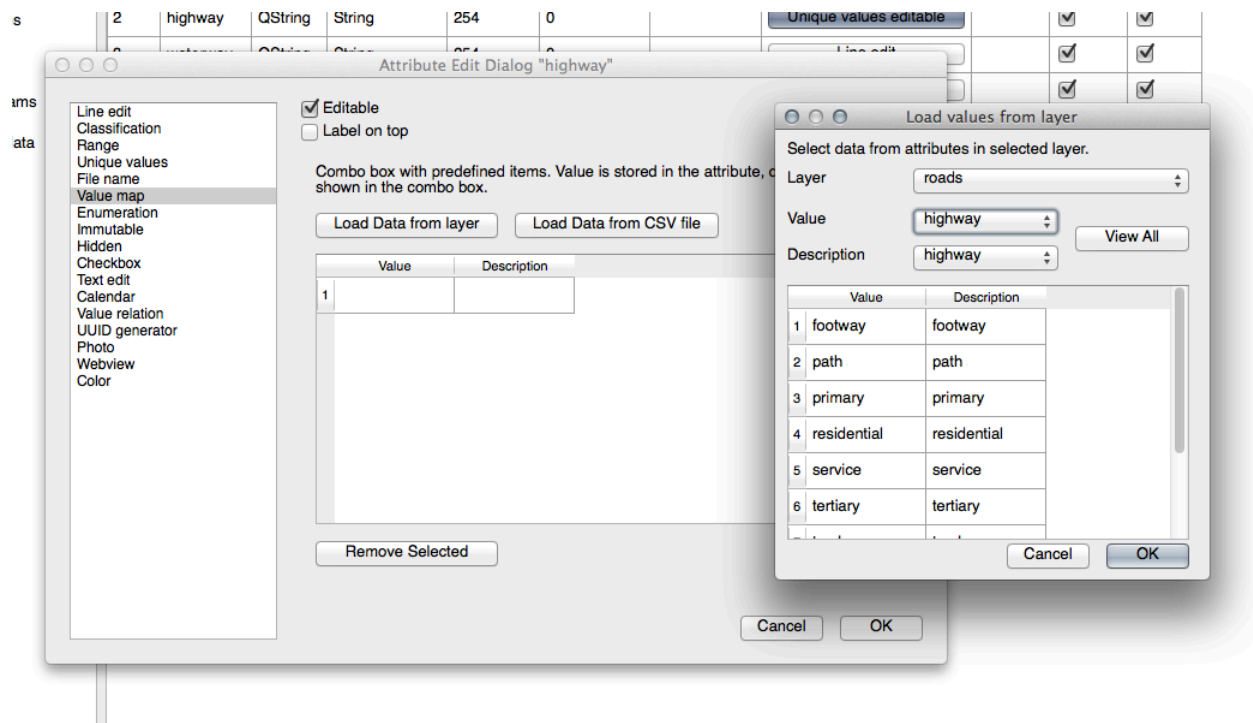 s
2 highway QString String 254 0 Unique values editable
Line edit
ams
ata
Attribute Edit Dialog "highway"
Line edit
Classification
Range
Unique values
File name
Value map
Enumeration
Immutable
Hidden
Checkbox
Text edit
Calendar
Value relation
UUID generator
Photo
Webview
Color
Editable
Label on top
Combo box with predefined items. Value is stored in the attribute,
shown in the combo box.
Load Data from layer Load Data from CSV file
Value Description
1
Remove Selected
Cancel OK
Load values from layer
Select data from attributes in selected layer.
Layer roads
Value highway
View All
Description highway
Value Description
1 footway footway
2 path path
3 primary primary
4 residential residential
5 service service
6 tertiary tertiary
Cancel OK